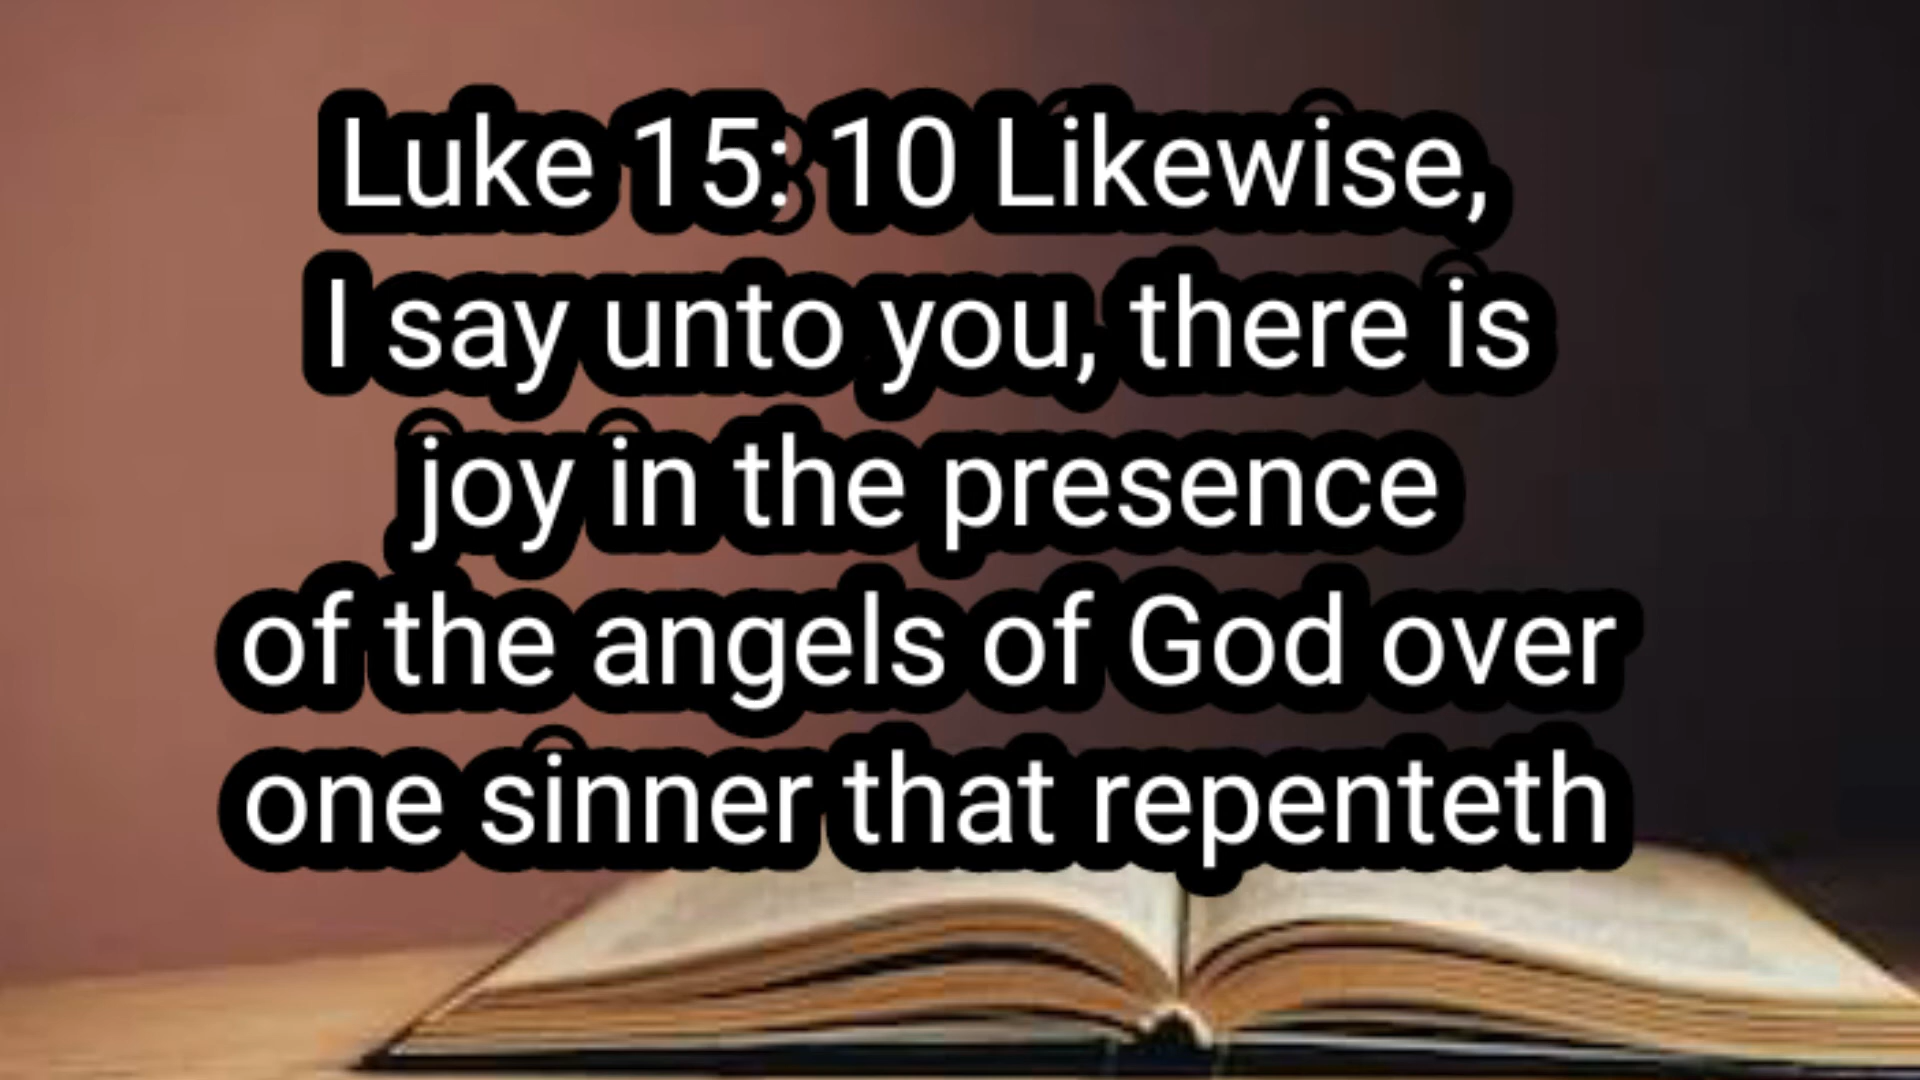 Luke 15: 10 Likewise,
I say unto you, there is
joy in the presence
of the angels of God over
one sinner that repenteth